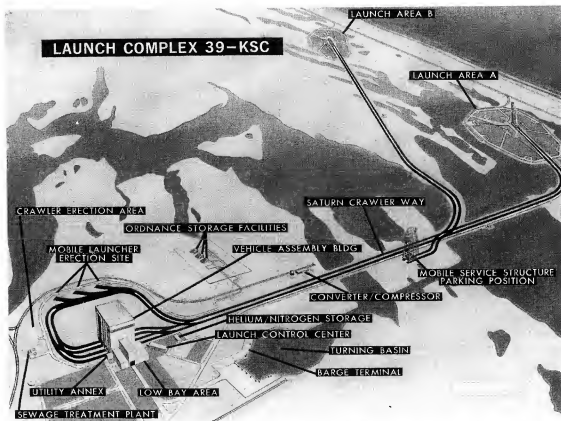 LAUNCH AREA B
LAUNCH COMPLEX 39-KSC
LAUNCH AREA A
CRAWLER ERECTION AREA
ORDNANCE STORAGE FACILITIES
SATURN CRAWLER WAY
MOBILE LAUNCHER
ERECTION SITE
VEHICLE ASSEMBLY BLDG
MOBILE SERVICE STRUCTURE
PARKING POSITION
CONVERTER/COMPRESSOR
HELIUM/NITROGEN STORAGE
LAUNCH CONTROL CENTER
TURNING BASIN
BARGE TERMINAL
UTILITY ANNEX
LOW BAY AREA
SEWAGE TREATMENT PLANT